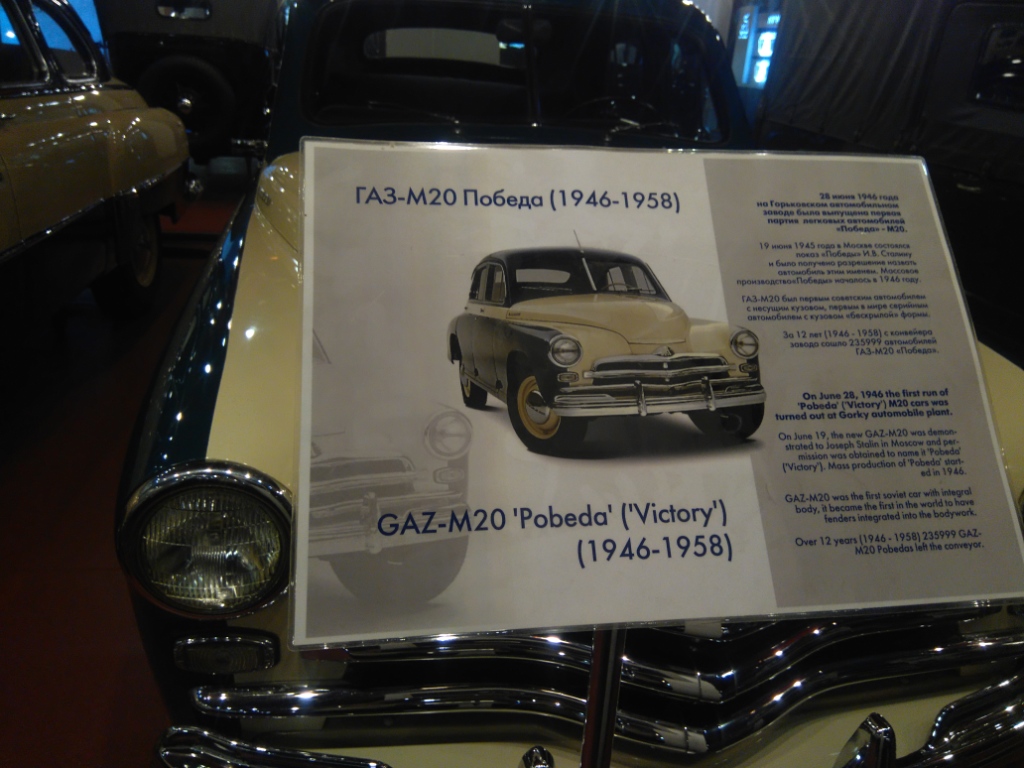 ГАЗ-М20 Победа (1946-1958)
28 июня 1946 года
на Горьковском автомобильном
заводе была выпущена первая
партия легковых автомобилей
«Победа» - М20.
19 июня 1945 года в Москве состоялся
показ «Победы» И.В. Сталину
и было получено разрешение назвать
автомобиль этим именем. Массовое
производство«Победы» началось в 1946 году.
ГАЗ-М20 был первым советским автомобилем
с несущим кузовом, первым в мире серийным
автомобилем с кузовом «бескрылой» формы.
За 12 лет (1946 - 1958) с конвейера
завода сошло 235999 автомобилей
ГАЗ-М20 «Победа».
On June 28, 1946 the first run of
'Pobeda' ('Victory') M20 cars was
turned out at Gorky automobile plant.
On June 19, the new GAZ-M20 was demon-
strated to Joseph Stalin in Moscow and per-
mission was obtained to name it 'Pobeda'
('Victory'). Mass production of 'Pobeda' start-
ed in 1946.
GAZ-M20 was the first soviet car with integral
body, it became the first in the world to have
fenders integrated into the bodywork.
Over 12 years (1946 - 1958) 235999 GAZ-
M20 Pobedas left the conveyor.
GAZ-M20 'Pobeda' ('Victory')
(1946-1958)